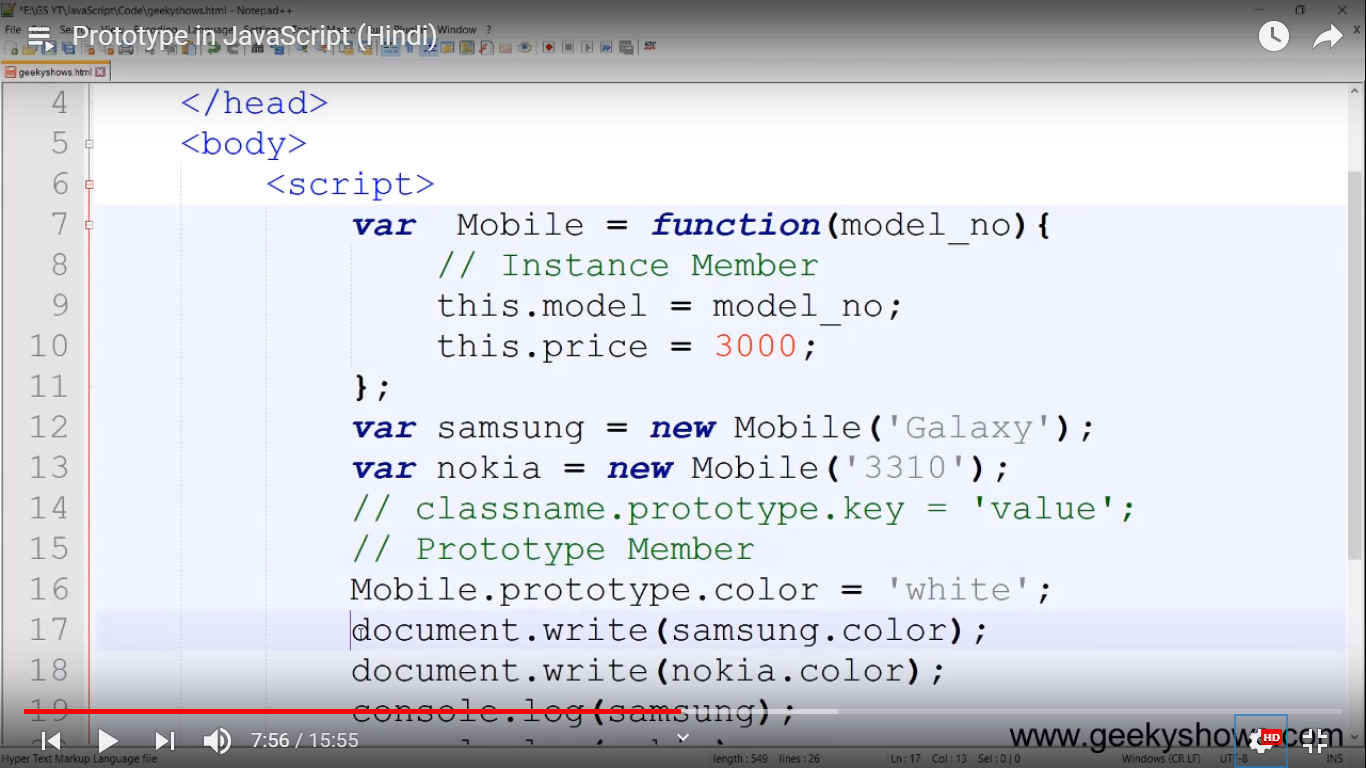 *E:\GS YT\JavaScript\Code\geekyshows.html - Notepad++
Prototype in JavaScript (Hindi)
File
Window ?
geekyshows.html
4 </head>
5 <body>
6 <script>
7 var Mobile = function(model_no){
8 // Instance Member
9 this.model = model_no;
10 this.price = 3000;
11 };
12 var samsung = new Mobile('Galaxy');
13 var nokia = new Mobile('3310');
14 // classname.prototype.key = 'value';
15 // Prototype Member
16 Mobile.prototype.color = 'white';
17 document.write(samsung.color);
18 document.write(nokia.color);
19 console.log(samsung);
www.geekyshows.com
7:56 / 15:55
HD
Hyper Text Markup Language file
length : 549 lines : 26
Ln : 17 Col : 13 Sel : 0 | 0
Windows (CR LF)
UTF-8
INS